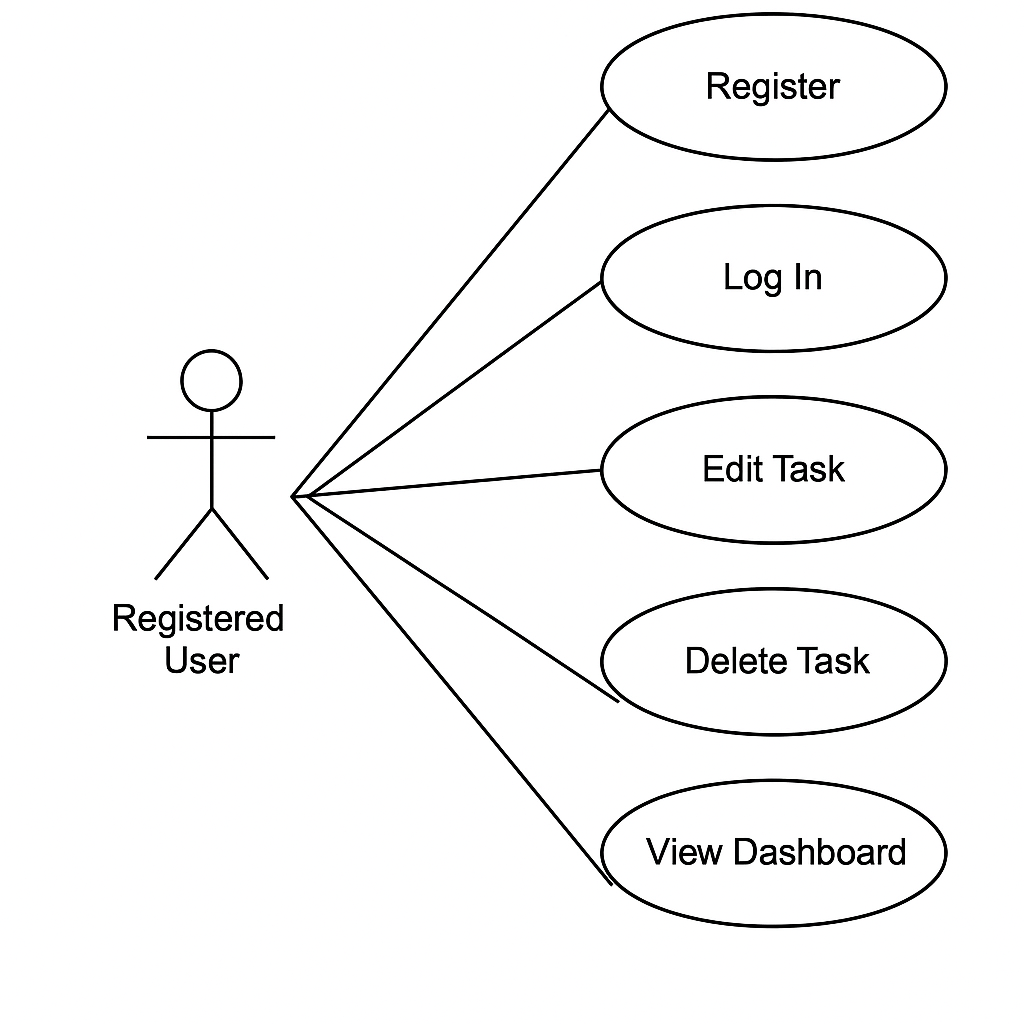 Register
Log In
Edit Task
Delete Task
View Dashboard
Registered
User